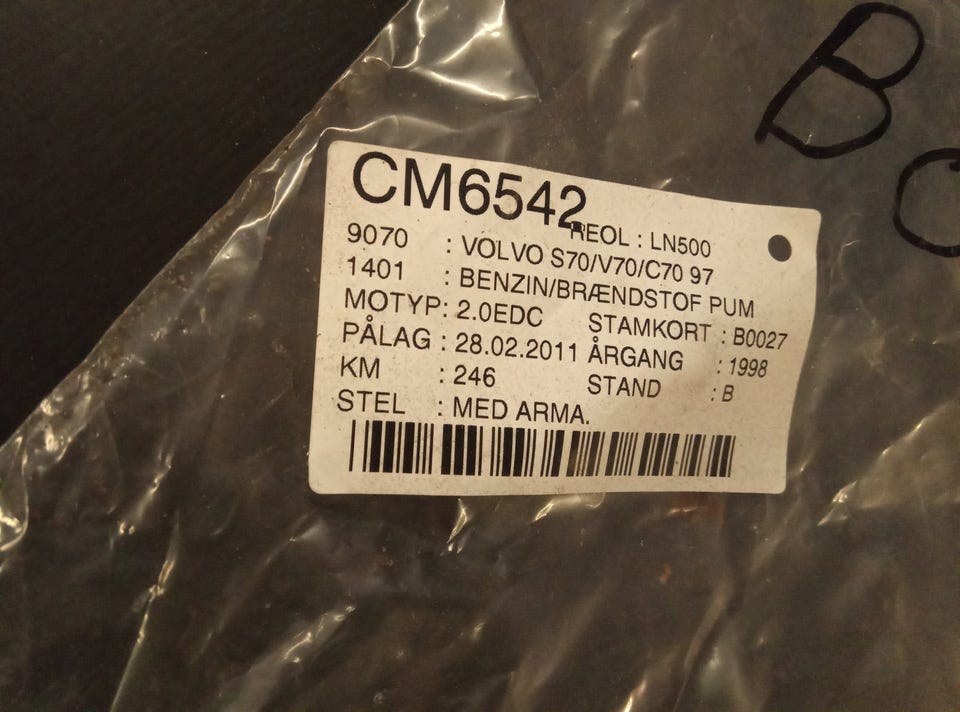 B
CM6542
REOL : LN500
9070 : VOLVO S70/V70/C70 97
1401 : BENZIN/BRÆNDSTOF PUM
MOTYP: 2.0EDC STAMKORT : B0027
PÅLAG : 28.02.2011 ÅRGANG : 1998
KM : 246 STAND : B
STEL : MED ARMA.